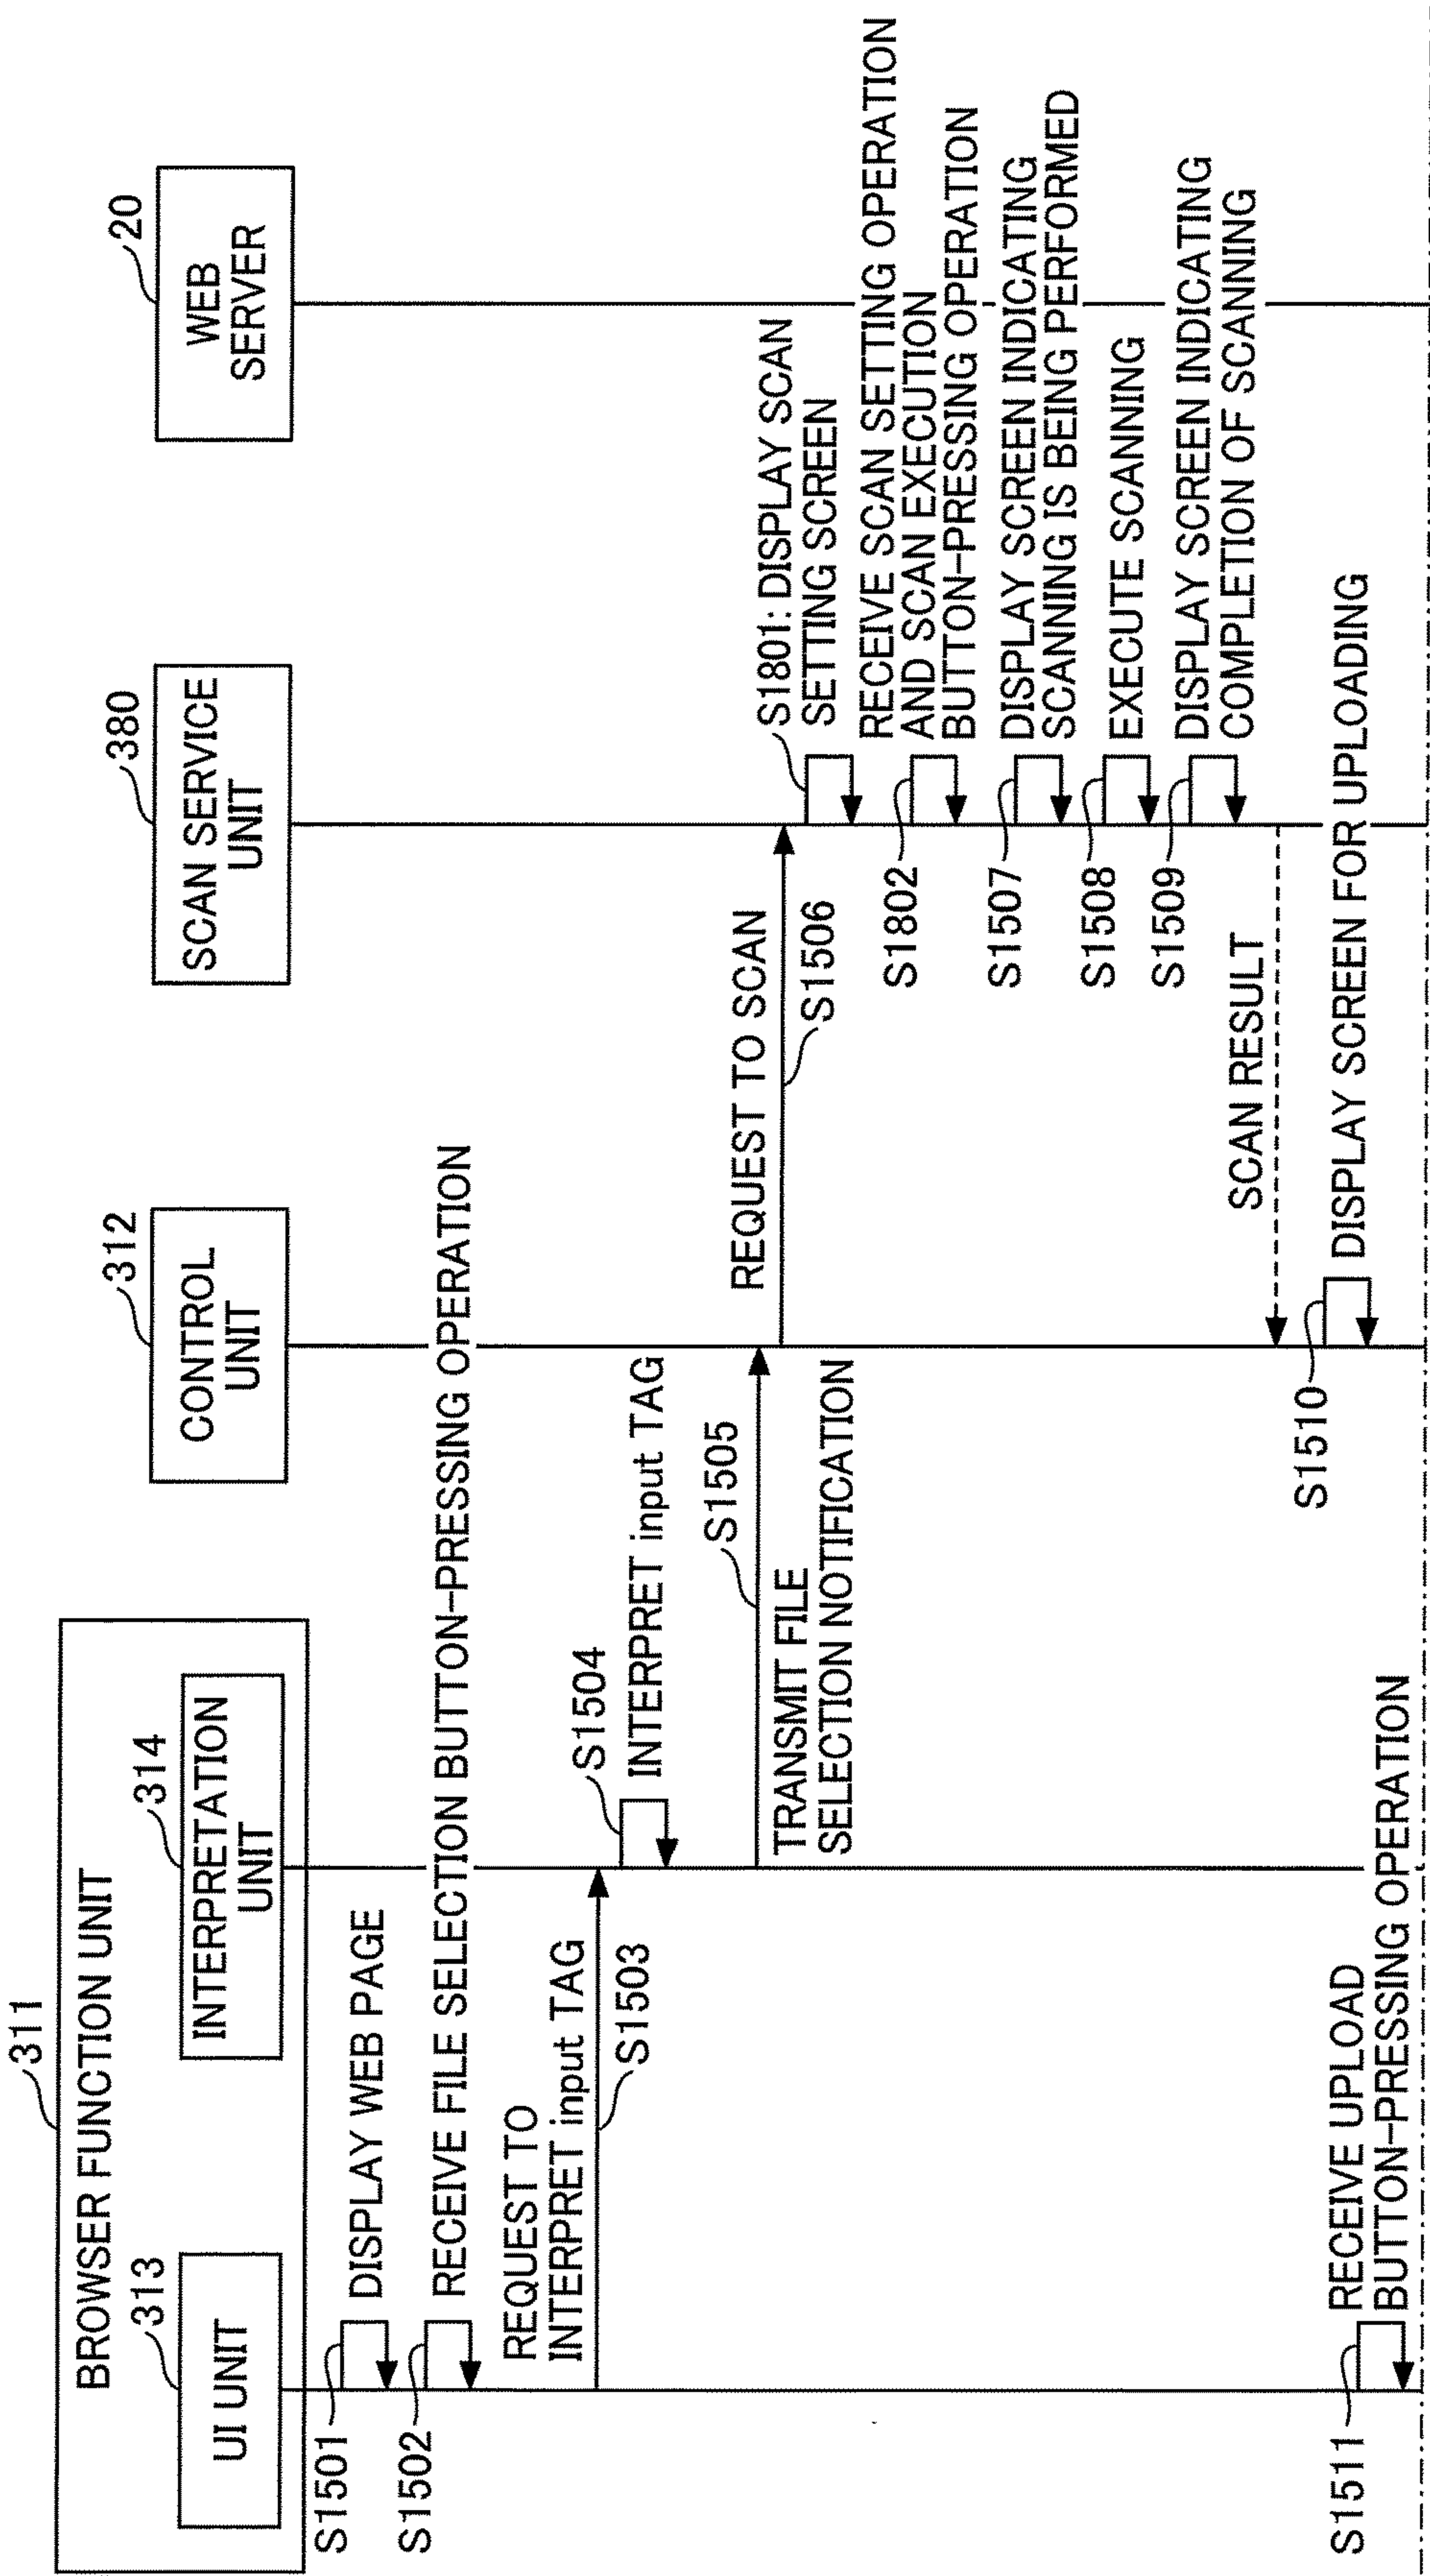 311
BROWSER FUNCTION UNIT
313
UI UNIT
314
INTERPRETATION
UNIT
312
CONTROL
UNIT
380
SCAN SERVICE
UNIT
20
WEB
SERVER
S1501
DISPLAY WEB PAGE
S1502
RECEIVE FILE SELECTION BUTTON-PRESSING OPERATION
REQUEST TO
INTERPRET input TAG
S1503
S1504
INTERPRET input TAG
S1505
TRANSMIT FILE
SELECTION NOTIFICATION
REQUEST TO SCAN
S1506
S1801: DISPLAY SCAN
SETTING SCREEN
S1802
RECEIVE SCAN SETTING OPERATION
AND SCAN EXECUTION
BUTTON-PRESSING OPERATION
S1507
DISPLAY SCREEN INDICATING
SCANNING IS BEING PERFORMED
S1508
EXECUTE SCANNING
S1509
DISPLAY SCREEN INDICATING
COMPLETION OF SCANNING
SCAN RESULT
S1510
DISPLAY SCREEN FOR UPLOADING
S1511
RECEIVE UPLOAD
BUTTON-PRESSING OPERATION